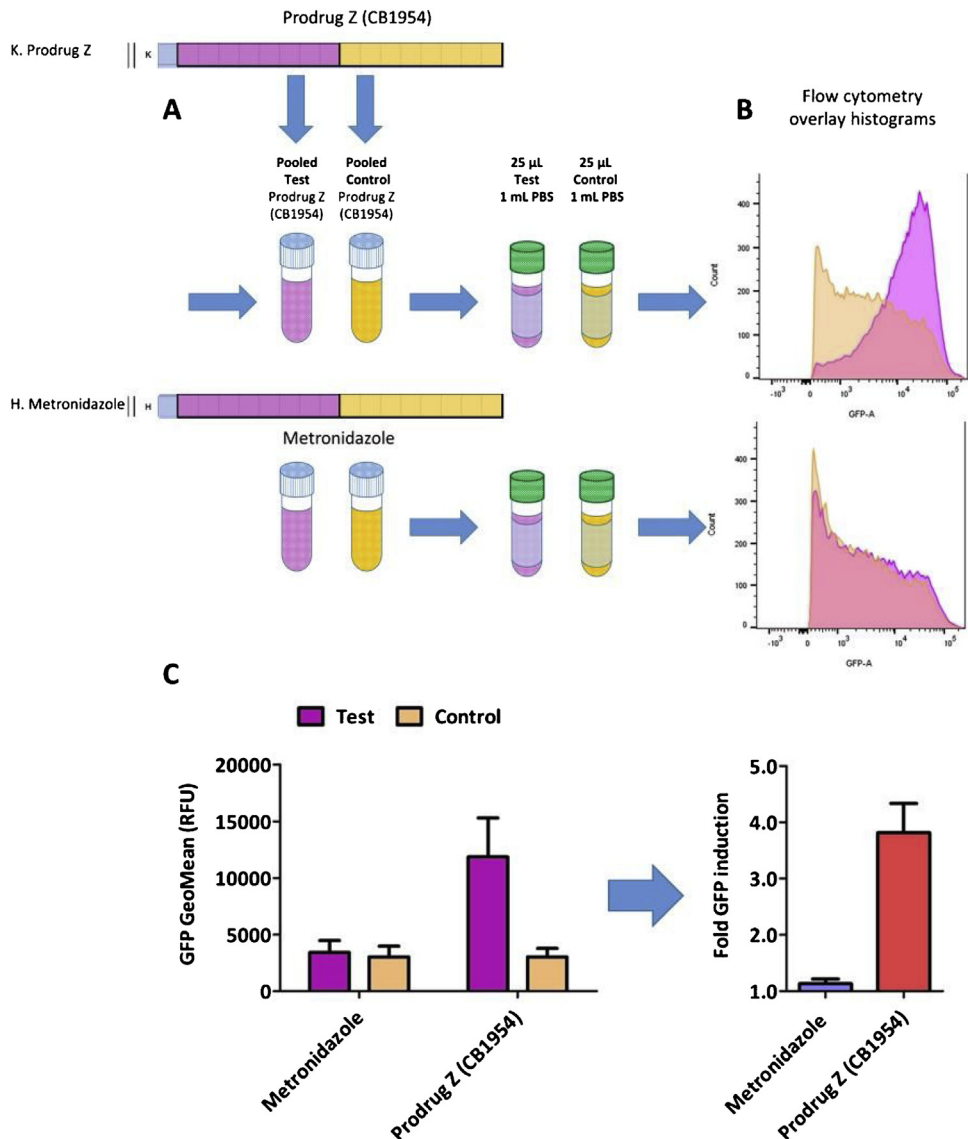 Prodrug Z (CB1954)
K. Prodrug Z
K
A
B
Flow cytometry
overlay histograms
Pooled
Test
Prodrug Z
(CB1954)
Pooled
Control
Prodrug Z
(CB1954)
25 µL
Test
1 mL PBS
25 µL
Control
1 mL PBS
Count
400
300
200
100
0
-10³
0
10³
10⁴
10⁵
GFP-A
H. Metronidazole
H
Metronidazole
Count
400
300
200
100
0
-10³
0
10³
10⁴
10⁵
GFP-A
C
Test
Control
GFP GeoMean (RFU)
20000
15000
10000
5000
0
Metronidazole
Prodrug Z (CB1954)
Fold GFP induction
5.0
4.0
3.0
2.0
1.0
Metronidazole
Prodrug Z (CB1954)